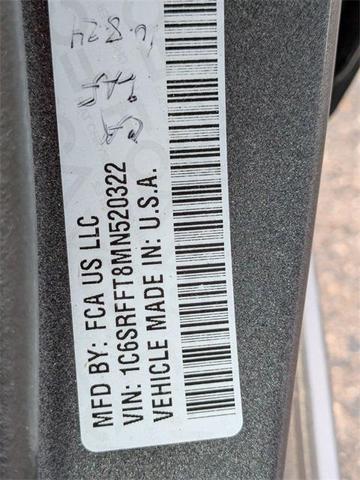 MFD BY: FCA US LLC
VIN: 1C6SRFFT8MN520322
VEHICLE MADE IN: U.S.A.